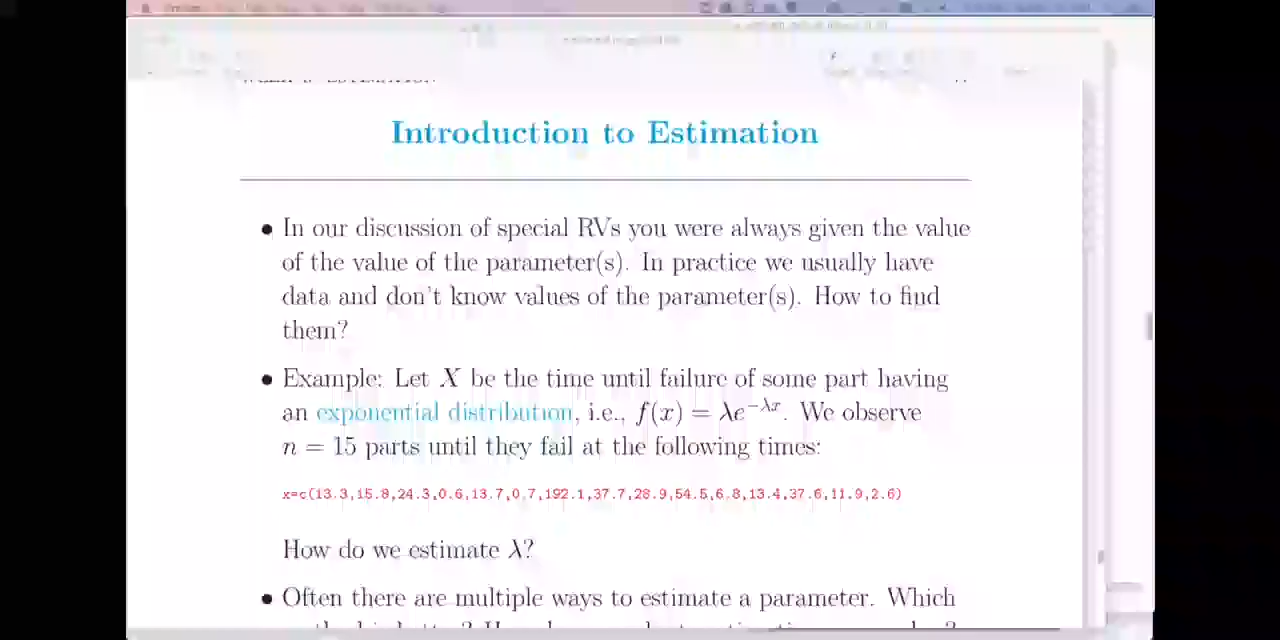 Introduction to Estimation
• In our discussion of special RVs you were always given the value
of the value of the parameter(s). In practice we usually have
data and don't know values of the parameter(s). How to find
them?
• Example: Let X be the time until failure of some part having
an exponential distribution, i.e., f(x) = λe^{-λx}. We observe
n = 15 parts until they fail at the following times:
x=c(13.3,15.8,24.3,0.6,13.7,0.7,192.1,37.7,28.9,54.5,6.8,13.4,37.6,11.9,2.6)
How do we estimate λ?
• Often there are multiple ways to estimate a parameter. Which